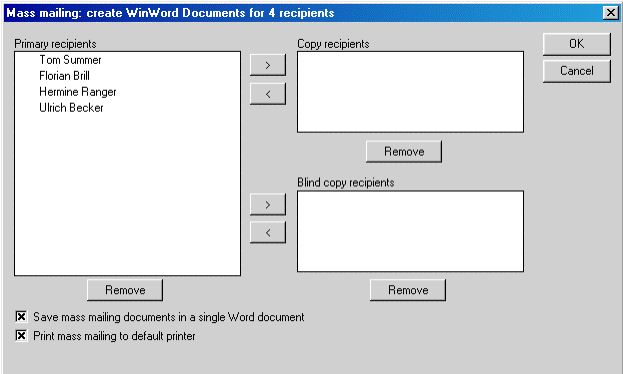 Mass mailing: create WinWord Documents for 4 recipients
Primary recipients
Tom Summer
Florian Brill
Hermine Ranger
Ulrich Becker
Remove
>
<
Copy recipients
Remove
>
<
Blind copy recipients
Remove
OK
Cancel
Save mass mailing documents in a single Word document
Print mass mailing to default printer